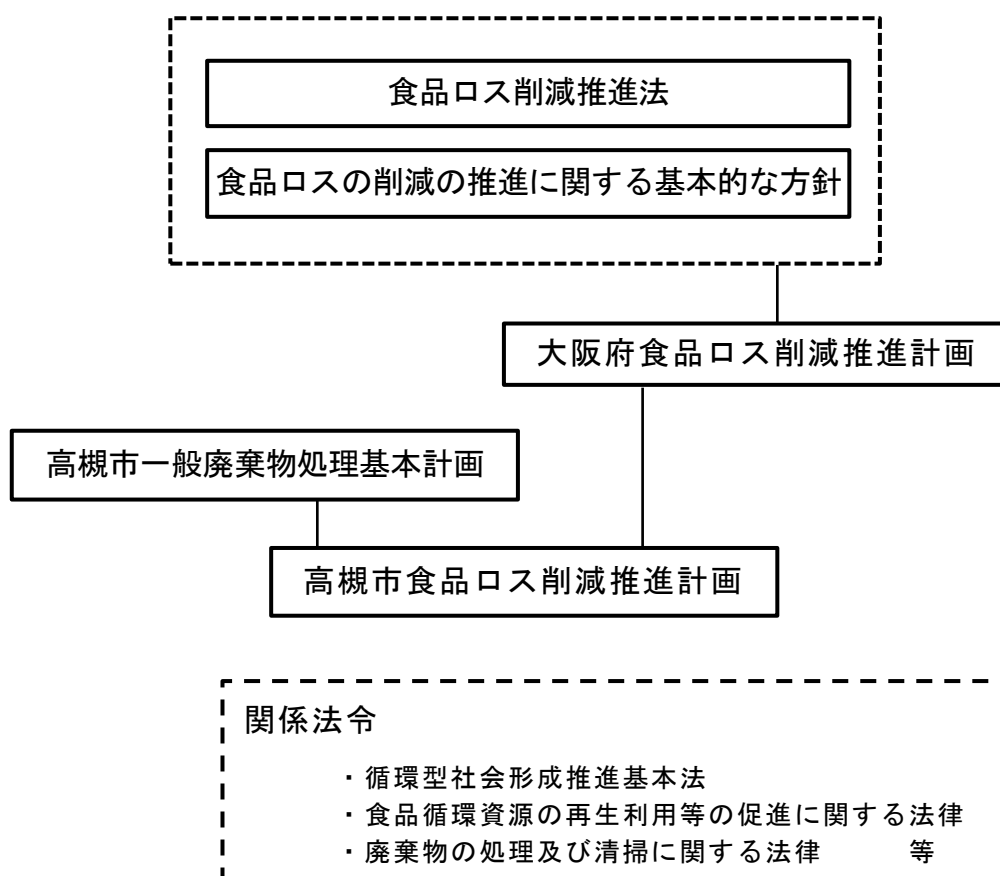 食品ロス削減推進法
食品ロスの削減の推進に関する基本的な方針
大阪府食品ロス削減推進計画
高槻市一般廃棄物処理基本計画
高槻市食品ロス削減推進計画
関係法令
・循環型社会形成推進基本法
・食品循環資源の再生利用等の促進に関する法律
・廃棄物の処理及び清掃に関する法律　　　等